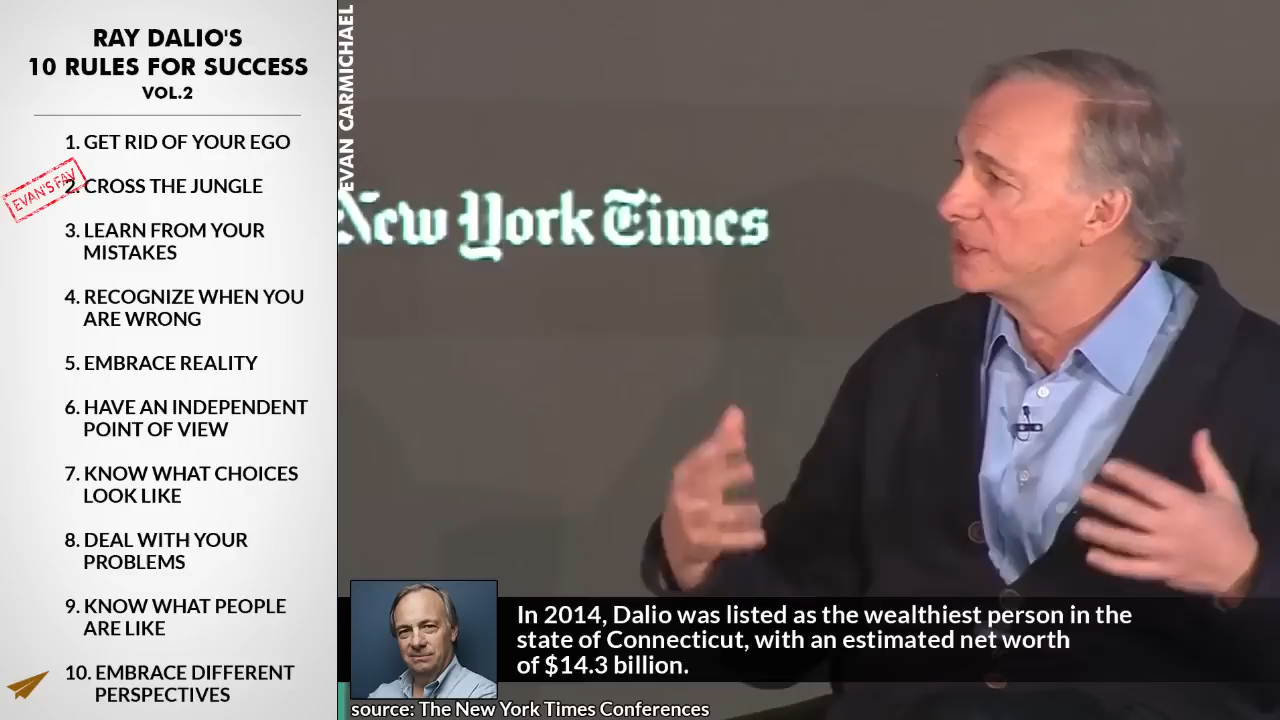 RAY DALIO'S
10 RULES FOR SUCCESS
VOL.2
1. GET RID OF YOUR EGO
EVAN'S FAV
2. CROSS THE JUNGLE
3. LEARN FROM YOUR
MISTAKES
4. RECOGNIZE WHEN YOU
ARE WRONG
5. EMBRACE REALITY
6. HAVE AN INDEPENDENT
POINT OF VIEW
7. KNOW WHAT CHOICES
LOOK LIKE
8. DEAL WITH YOUR
PROBLEMS
9. KNOW WHAT PEOPLE
ARE LIKE
10. EMBRACE DIFFERENT
PERSPECTIVES
EVAN CARMICHAEL
New York Times
In 2014, Dalio was listed as the wealthiest person in the
state of Connecticut, with an estimated net worth
of $14.3 billion.
source: The New York Times Conferences